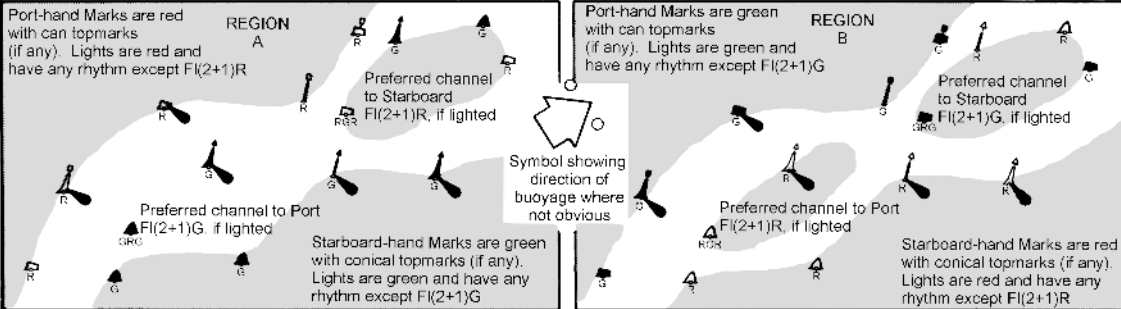 Port-hand Marks are red
with can topmarks
(if any). Lights are red and
have any rhythm except Fl(2+1)R
REGION
A
R
G
G
R
Preferred channel
to Starboard
Fl(2+1)R, if lighted
R
R
RGR
G
R
G
G
Preferred channel to Port
Fl(2+1)G. if lighted
GRG
R
G
G
Starboard-hand Marks are green
with conical topmarks (if any).
Lights are green and have any
rhythm except Fl(2+1)G
Symbol showing
direction of
buoyage where
not obvious
Port-hand Marks are green
with can topmarks
(if any). Lights are green and
have any rhythm except Fl(2+1)G
REGION
B
G
R
R
G
Preferred channel
to Starboard
Fl(2+1)G, if lighted
G
G
GRG
R
G
R
R
Preferred channel to Port
Fl(2+1)R, if lighted
RGR
G
R
R
Starboard-hand Marks are red
with conical topmarks (if any).
Lights are red and have any
rhythm except Fl(2+1)R